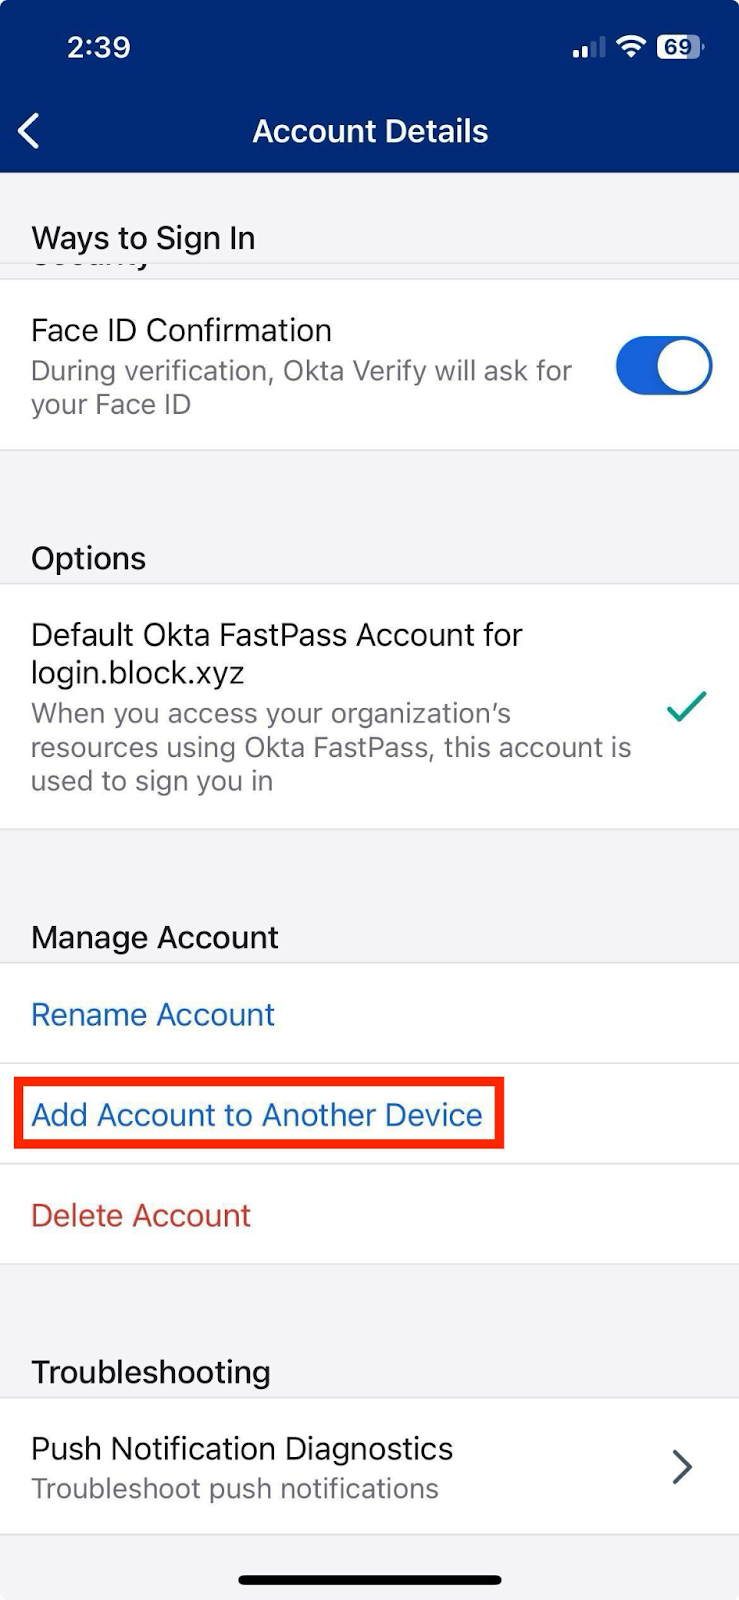 2:39
69
Account Details
Ways to Sign In
Face ID Confirmation
During verification, Okta Verify will ask for
your Face ID
Options
Default Okta FastPass Account for
login.block.xyz
When you access your organization’s
resources using Okta FastPass, this account is
used to sign you in
Manage Account
Rename Account
Add Account to Another Device
Delete Account
Troubleshooting
Push Notification Diagnostics
Troubleshoot push notifications